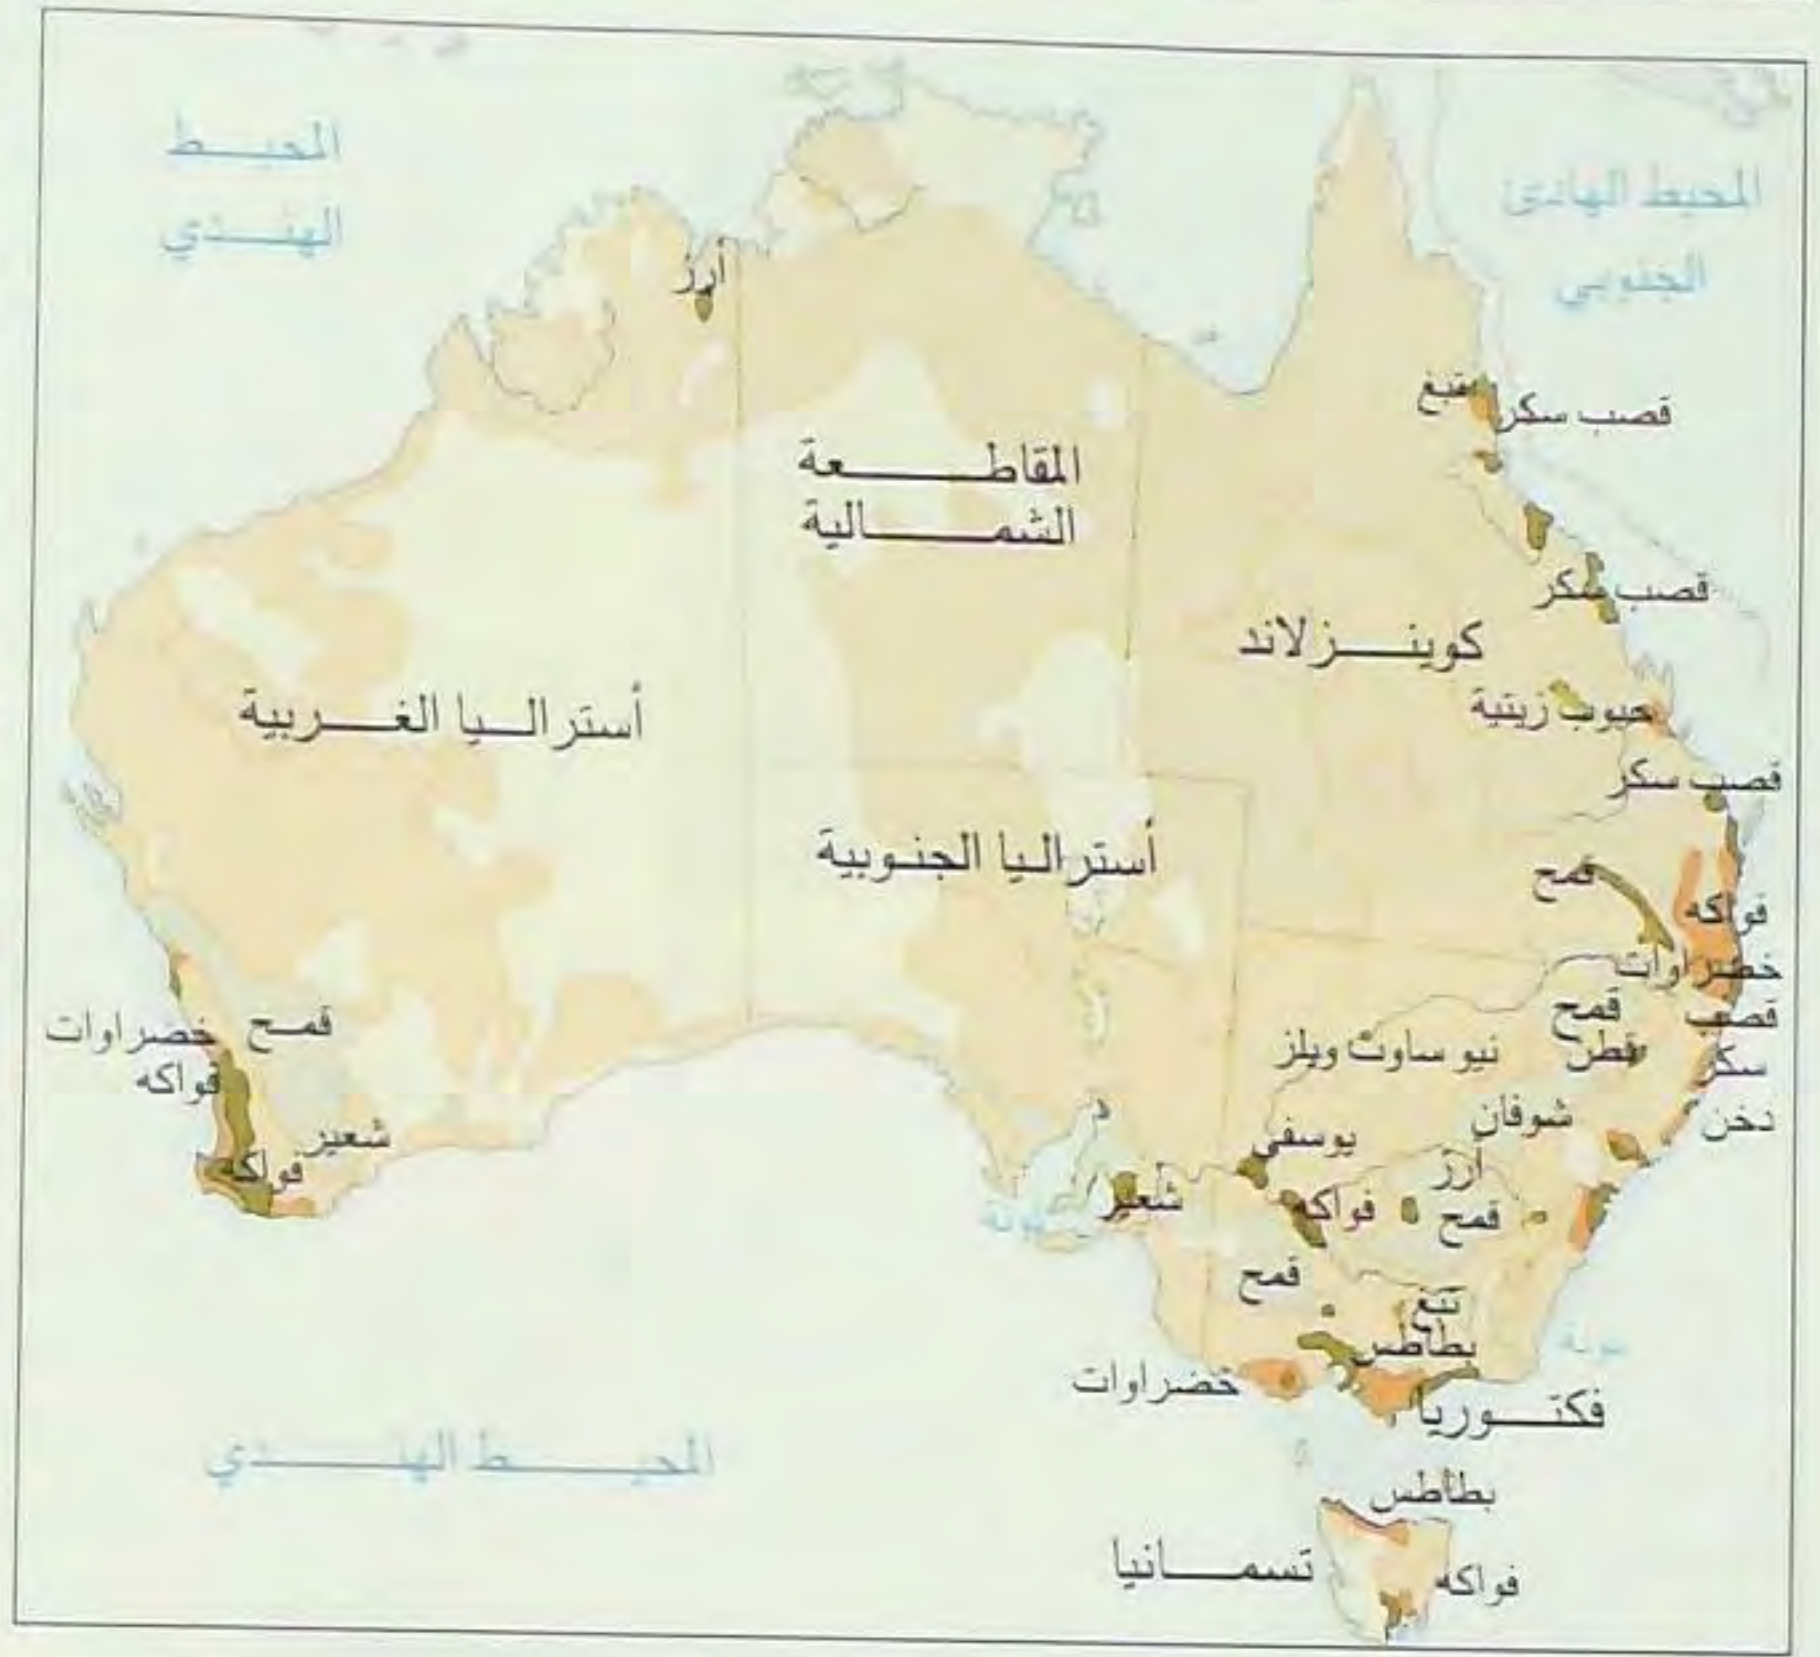 المحيط
الهندي
المحيط الهادئ
الجنوبي
أرز
تبغ
قصب سكر
المقاطعة
الشمالية
قصب سكر
كوينزلاند
حبوب زيتية
أستراليا الغربية
قصب سكر
أستراليا الجنوبية
قمح
فواكه
خضراوات
قمح
قصب
سكر
نيو ساوث ويلز
قطن
خضراوات
قمح
فواكه
شعير
فواكه
دخن
شوفان
يوسفي
أرز
شعير
فواكه
قمح
قمح
تبغ
بطاطس
خضراوات
فكتوريا
المحيط الهندي
بطاطس
تسمانيا
فواكه